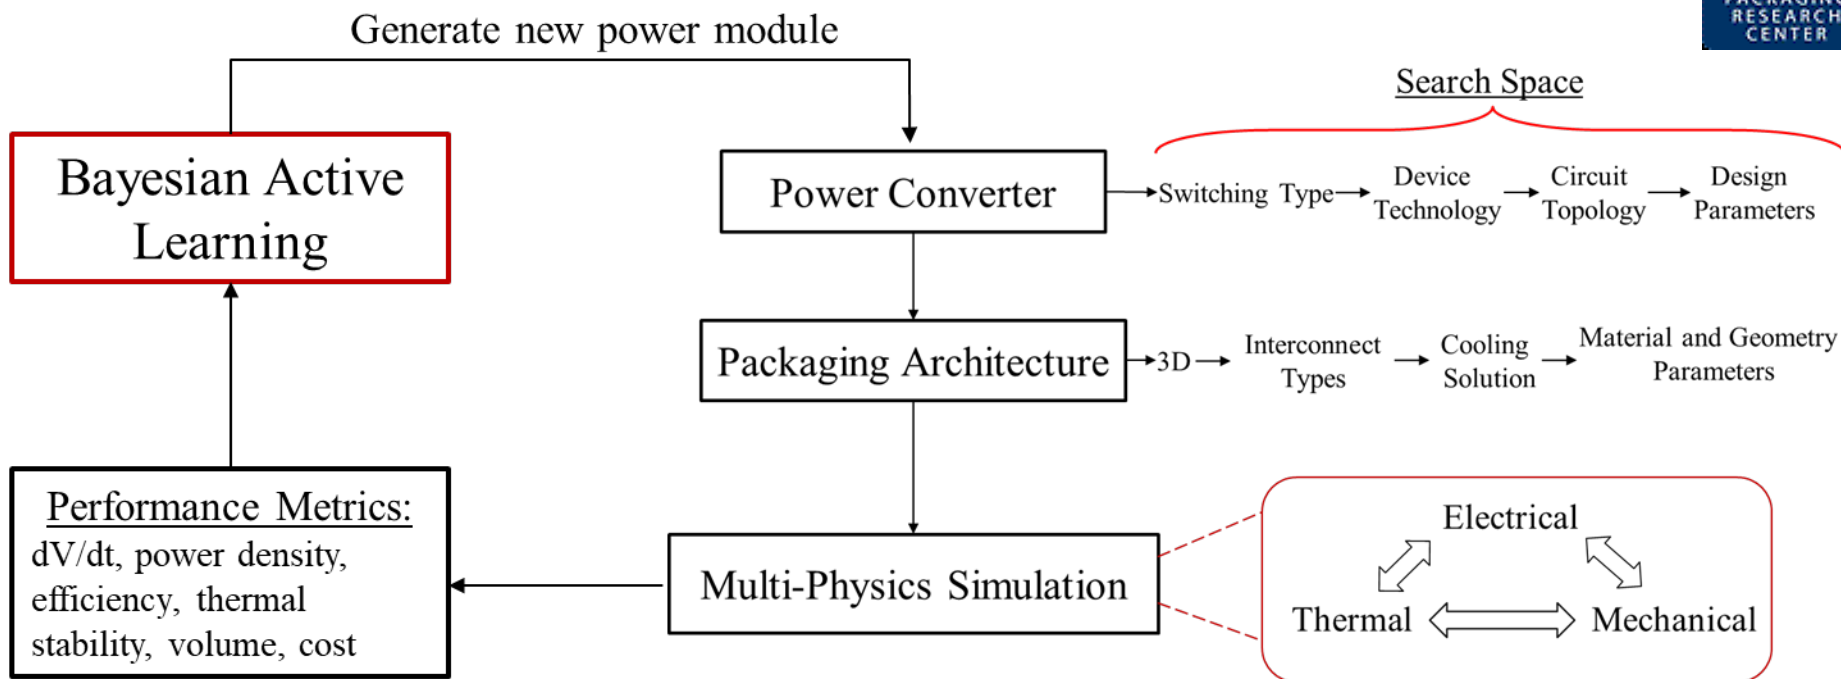 Generate new power module
PACKAGING
RESEARCH
CENTER
Search Space
Bayesian Active
Learning
Power Converter
Switching Type
Device
Technology
Circuit
Topology
Design
Parameters
Packaging Architecture
3D
Interconnect
Types
Cooling
Solution
Material and Geometry
Parameters
Performance Metrics:
dV/dt, power density,
efficiency, thermal
stability, volume, cost
Multi-Physics Simulation
Electrical
Thermal
Mechanical